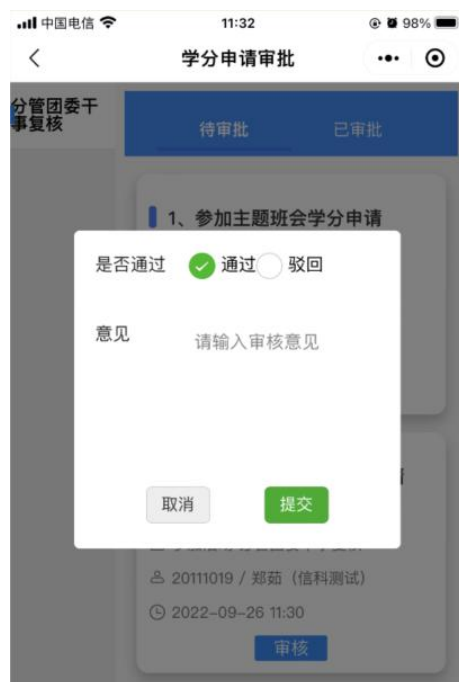 中国电信
11:32
98%
学分申请审批
分管团委干
事复核
待审批
已审批
1、参加主题班会学分申请
是否通过
通过
驳回
意见
请输入审核意见
取消
提交
20111019 / 郑茹（信科测试）
2022-09-26 11:30
审核